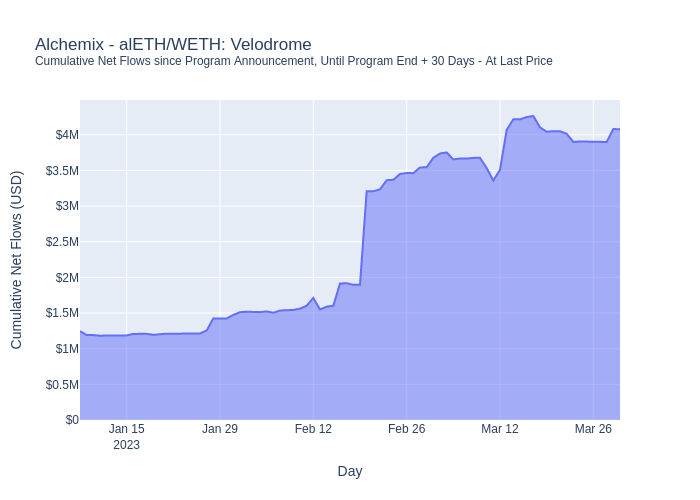 Alchemix - alETH/WETH: Velodrome
Cumulative Net Flows since Program Announcement, Until Program End + 30 Days - At Last Price
Cumulative Net Flows (USD)
$4M
$3.5M
$3M
$2.5M
$2M
$1.5M
$1M
$0.5M
$0
Jan 15
2023
Jan 29
Feb 12
Feb 26
Mar 12
Mar 26
Day